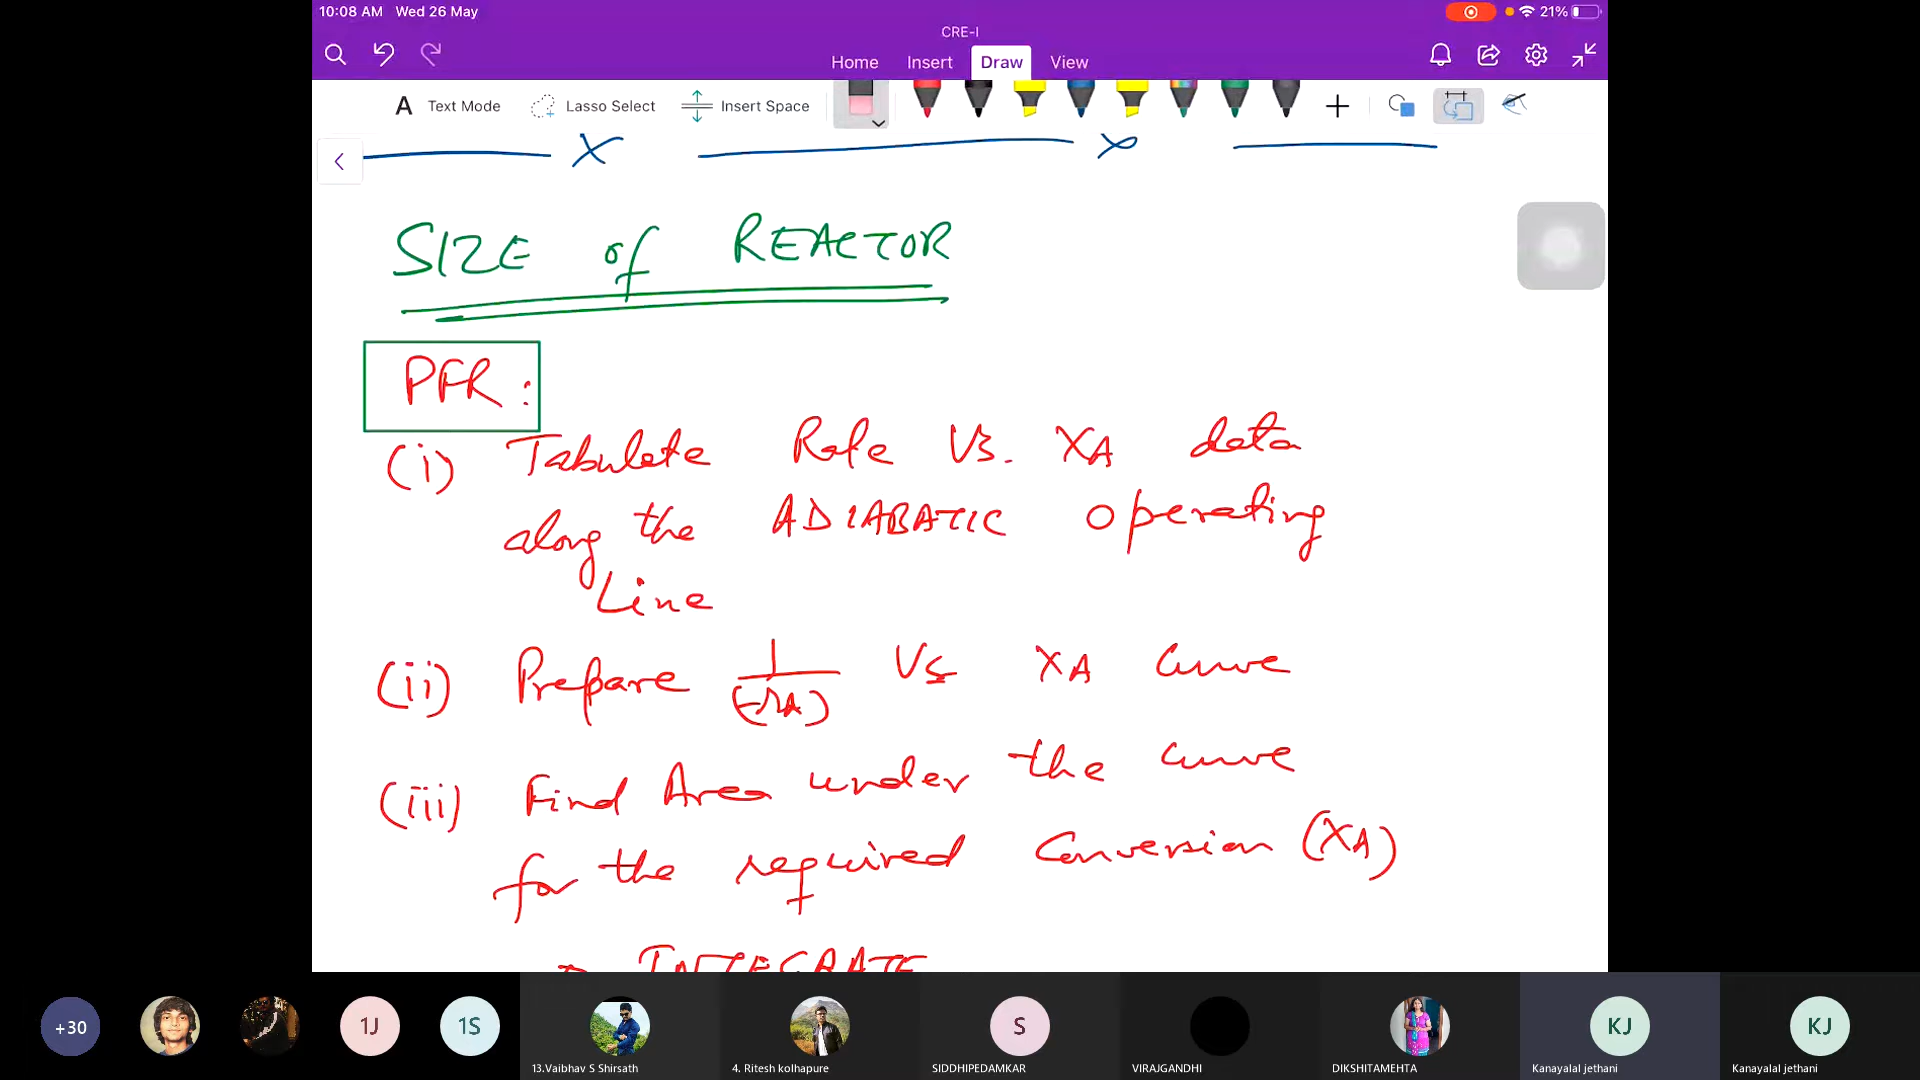 10:08 AM Wed 26 May
21%
CRE-I
Home Insert Draw View
A Text Mode Lasso Select Insert Space
SIZE of REACTOR
PFR :
(i) Tabulate Rate Vs. XA data
along the ADIABATIC operating
Line
(ii) Prepare 1/(-rA) Vs XA Curve
(iii) Find Area under the curve
for the required Conversion (XA)
INTEGRATE
+30 1J 1S S KJ KJ
13.Vaibhav S Shirsath 4. Ritesh kolhapure SIDDHIPEDAMKAR VIRAJGANDHI DIKSHITAMEHTA Kanayalal jethani Kanayalal jethani